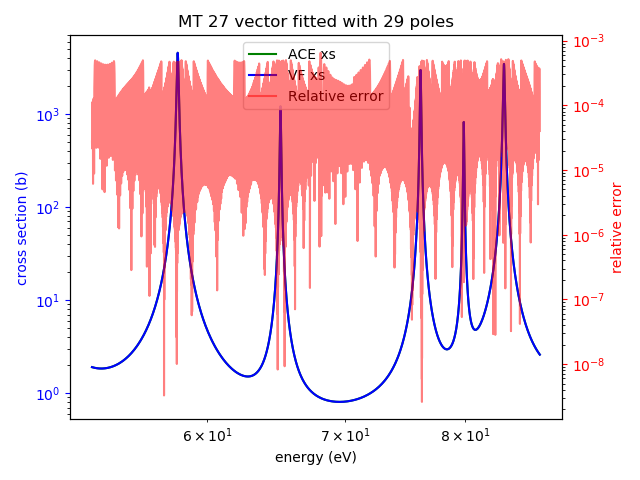 MT 27 vector fitted with 29 poles
ACE xs
VF xs
Relative error
cross section (b)
10³
10²
10¹
10⁰
10⁻³
10⁻⁴
10⁻⁵
10⁻⁶
10⁻⁷
10⁻⁸
relative error
6 × 10¹
7 × 10¹
8 × 10¹
energy (eV)